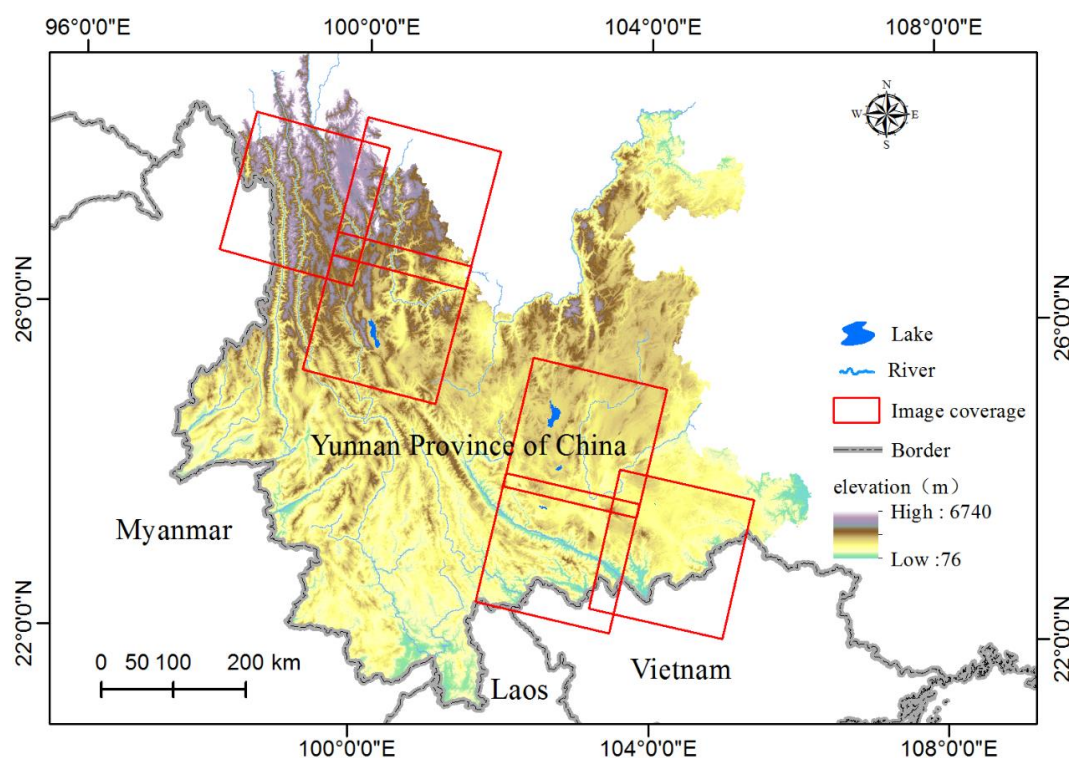 96°0'0"E
100°0'0"E
104°0'0"E
108°0'0"E
N
W
E
S
26°0'0"N
26°0'0"N
Lake
River
Image coverage
Border
elevation（m）
High : 6740
Low :76
Yunnan Province of China
Myanmar
22°0'0"N
22°0'0"N
0 50 100 200 km
Vietnam
Laos
100°0'0"E
104°0'0"E
108°0'0"E